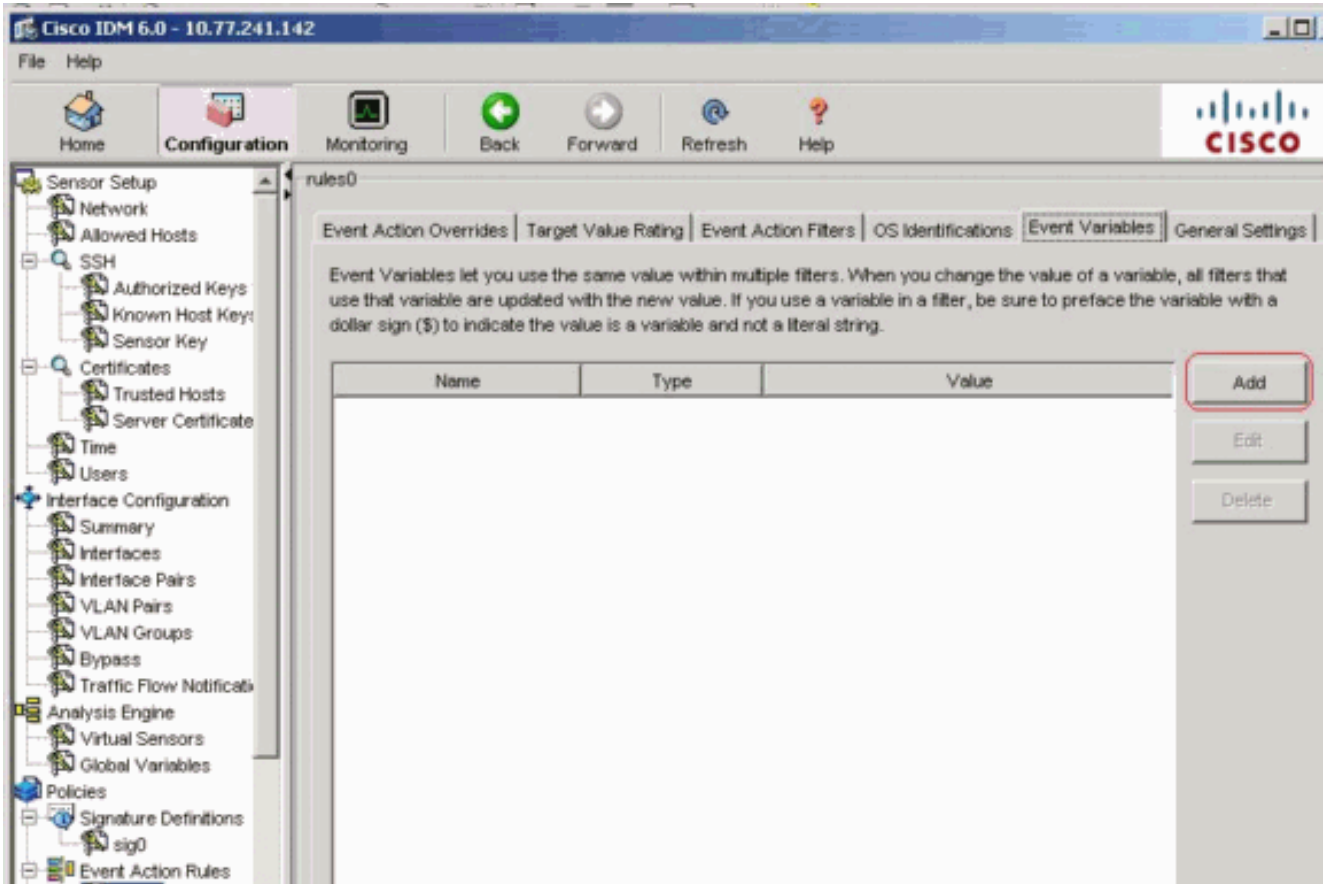 Cisco IDM 6.0 - 10.77.241.142
File Help
Home Configuration Monitoring Back Forward Refresh Help
CISCO
Sensor Setup
Network
Allowed Hosts
SSH
Authorized Keys
Known Host Keys
Sensor Key
Certificates
Trusted Hosts
Server Certificate
Time
Users
Interface Configuration
Summary
Interfaces
Interface Pairs
VLAN Pairs
VLAN Groups
Bypass
Traffic Flow Notificati
Analysis Engine
Virtual Sensors
Global Variables
Policies
Signature Definitions
sig0
Event Action Rules
rules0
Event Action Overrides Target Value Rating Event Action Filters OS Identifications Event Variables General Settings
Event Variables let you use the same value within multiple filters. When you change the value of a variable, all filters that
use that variable are updated with the new value. If you use a variable in a filter, be sure to preface the variable with a
dollar sign ($) to indicate the value is a variable and not a literal string.
Name Type Value
Add
Edit
Delete